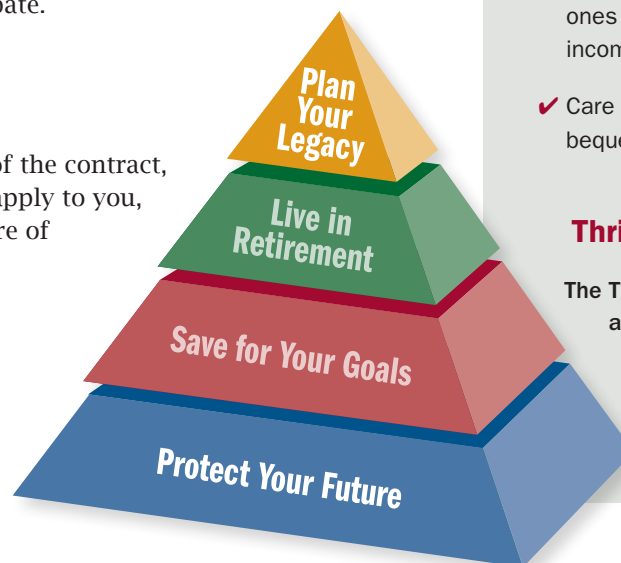 of the contract,
apply to you,
re of
Plan
Your
Legacy
Live in
Retirement
Save for Your Goals
Protect Your Future
ones
incom
✔ Care
beque
Thri
The T
a